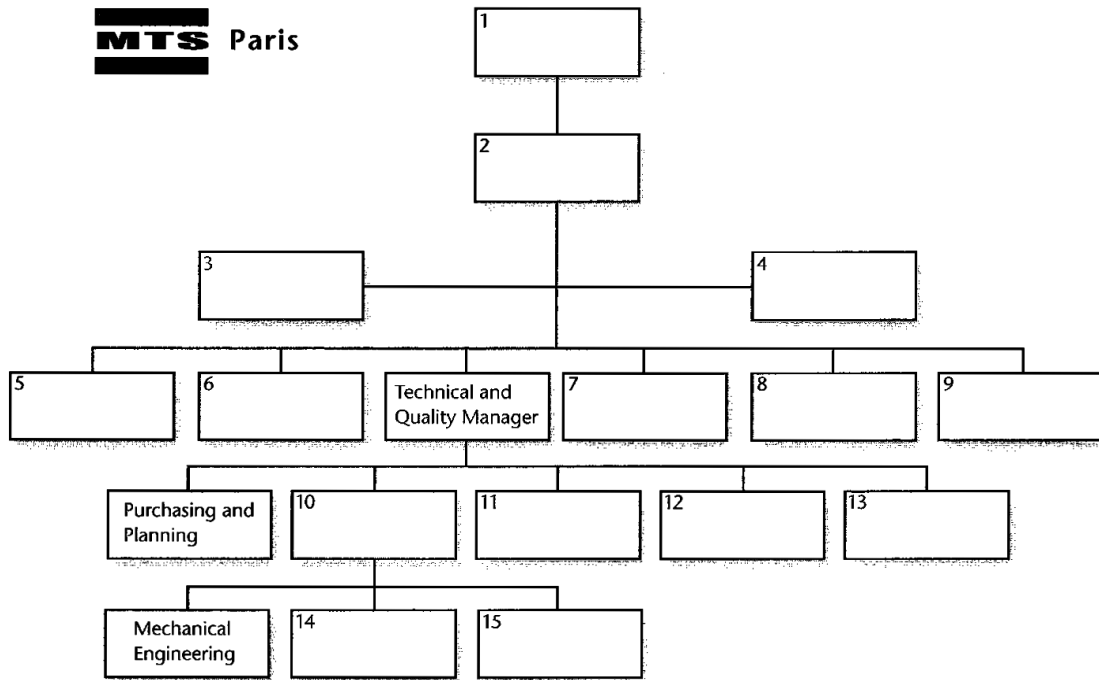 MTS Paris
1
2
3
4
5
6
Technical and
Quality Manager
7
8
9
Purchasing and
Planning
10
11
12
13
Mechanical
Engineering
14
15